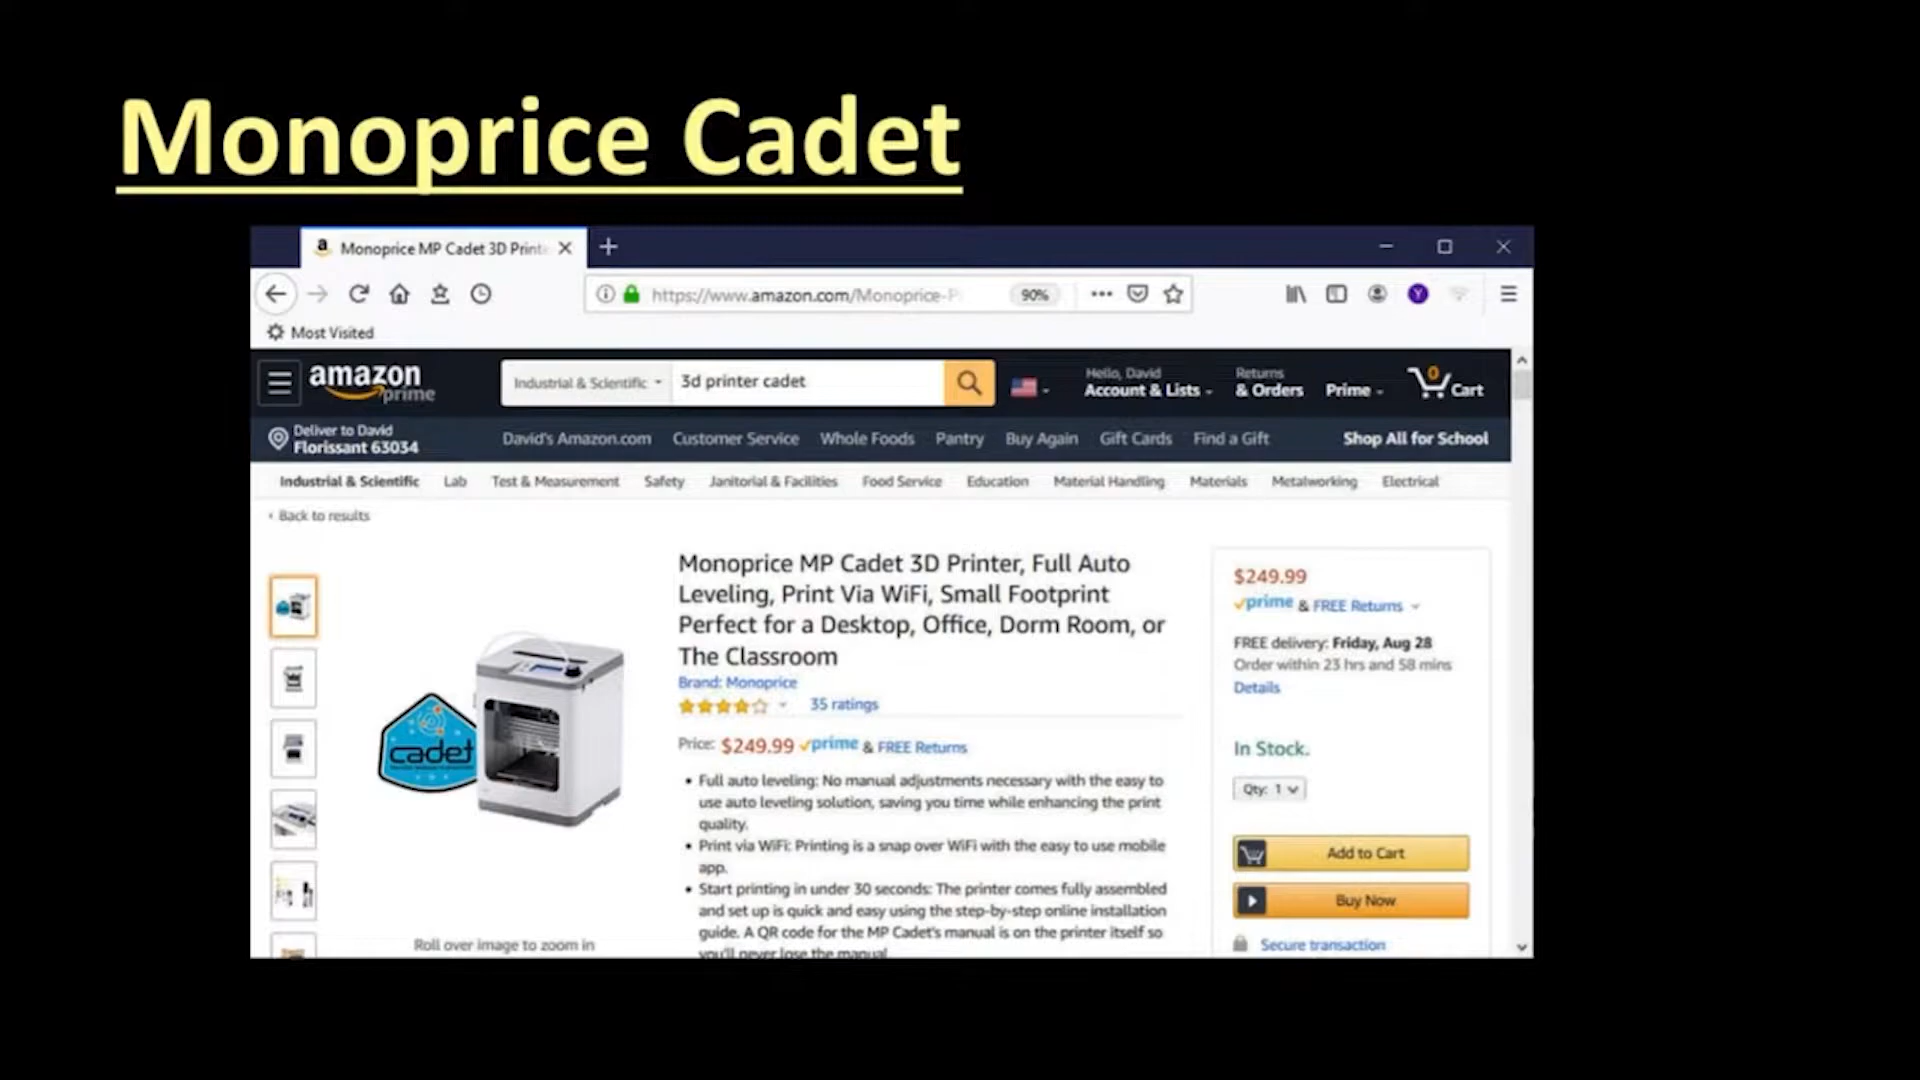 Monoprice Cadet
a Monoprice MP Cadet 3D Printe
https://www.amazon.com/Monoprice-P 90% Y
Most Visited
amazon prime Industrial & Scientific 3d printer cadet Hello, David Account & Lists Returns & Orders Prime 0 Cart
Deliver to David
Florissant 63034
David's Amazon.com Customer Service Whole Foods Pantry Buy Again Gift Cards Find a Gift Shop All for School
Industrial & Scientific Lab Test & Measurement Safety Janitorial & Facilities Food Service Education Material Handling Materials Metalworking Electrical
‹ Back to results
cadet
Roll over image to zoom in
Monoprice MP Cadet 3D Printer, Full Auto
Leveling, Print Via WiFi, Small Footprint
Perfect for a Desktop, Office, Dorm Room, or
The Classroom
Brand: Monoprice
35 ratings
Price: $249.99 prime & FREE Returns
• Full auto leveling: No manual adjustments necessary with the easy to
use auto leveling solution, saving you time while enhancing the print
quality.
• Print via WiFi: Printing is a snap over WiFi with the easy to use mobile
app.
• Start printing in under 30 seconds: The printer comes fully assembled
and set up is quick and easy using the step-by-step online installation
guide. A QR code for the MP Cadet's manual is on the printer itself so
you'll never lose the manual
$249.99
prime & FREE Returns
FREE delivery: Friday, Aug 28
Order within 23 hrs and 58 mins
Details
In Stock.
Qty: 1
Add to Cart
Buy Now
Secure transaction